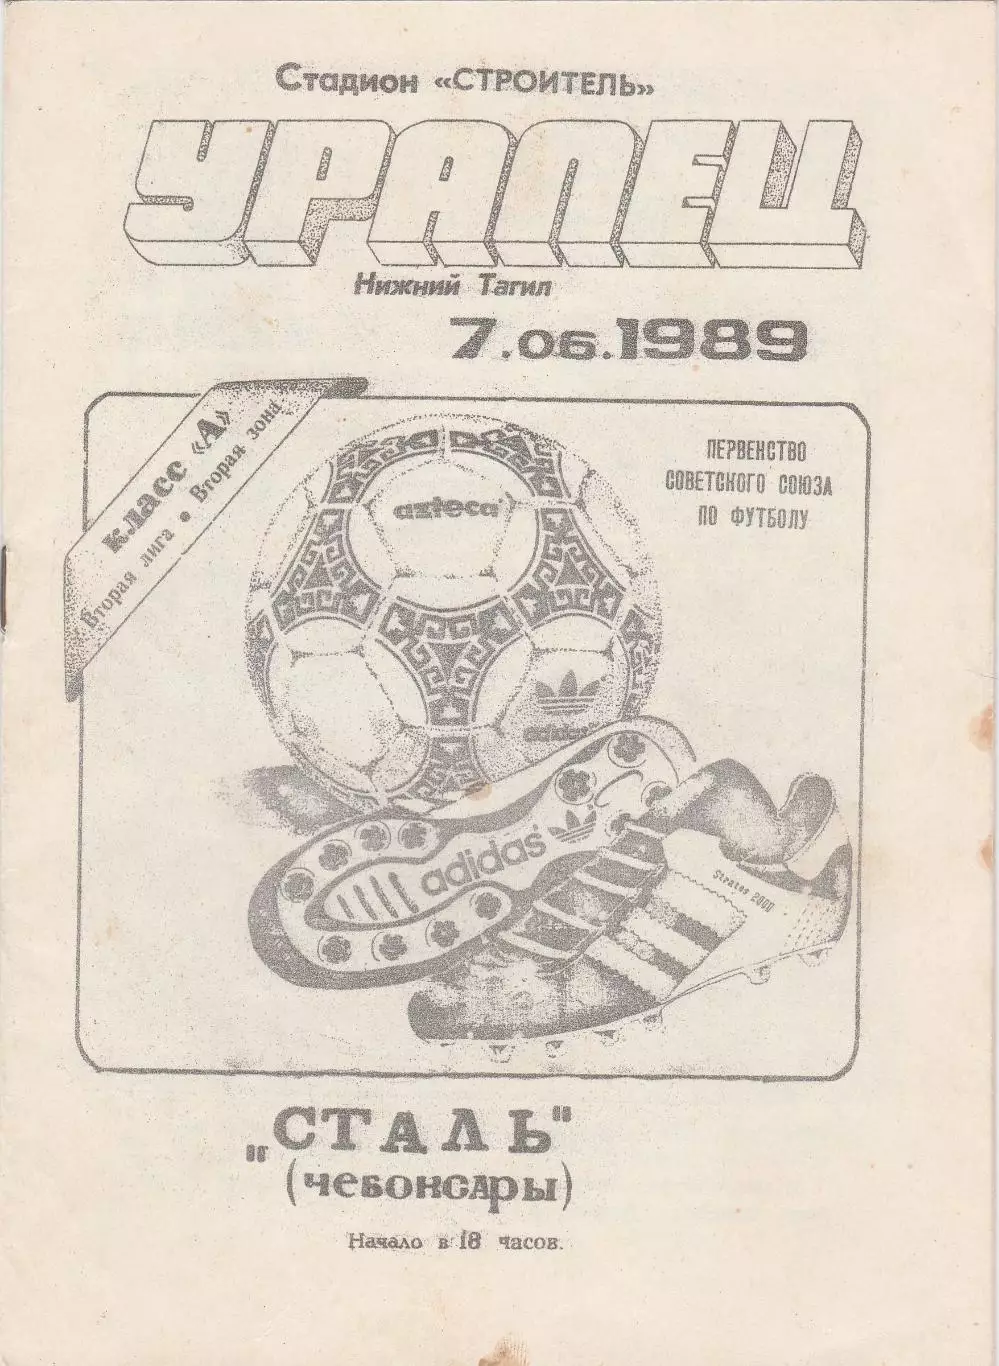 Стадион «СТРОИТЕЛЬ»
УРАЛЕЦ
Нижний Тагил
7.06.1989
класс «А»
Вторая лига • Вторая зона
ПЕРВЕНСТВО
СОВЕТСКОГО СОЮЗА
ПО ФУТБОЛУ
azteca
adidas
adidas
Stratos 2000
„СТАЛЬ"
(чебоксары)
Начало в 18 часов.